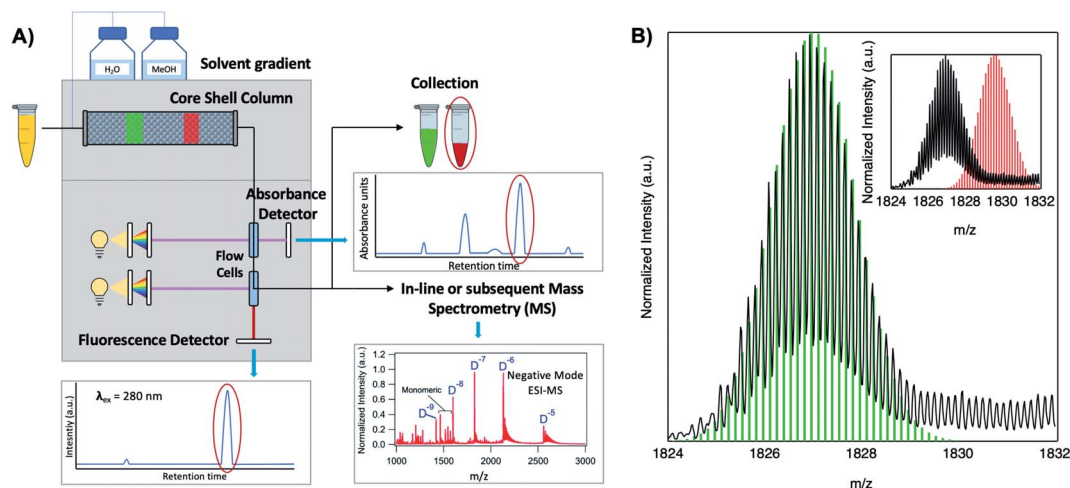 A)
H₂O
MeOH
Solvent gradient
Core Shell Column
Collection
Absorbance
Detector
Absorbance units
Retention time
Flow
Cells
In-line or subsequent Mass
Spectrometry (MS)
Fluorescence Detector
λex = 280 nm
Intesntiy (a.u.)
Retention time
Normalized Intensity (a.u.)
1.2
1.0
0.8
0.6
0.4
0.2
0.0
D⁻⁷
D⁻⁶
D⁻⁸
Monomeric
D⁻⁹
D⁻⁵
Negative Mode
ESI-MS
1000
1500
2000
2500
3000
m/z
B)
Normalized Intensity (a.u.)
1824
1826
1828
1830
1832
m/z
Normalized Intensity (a.u.)
1824
1826
1828
1830
1832
m/z